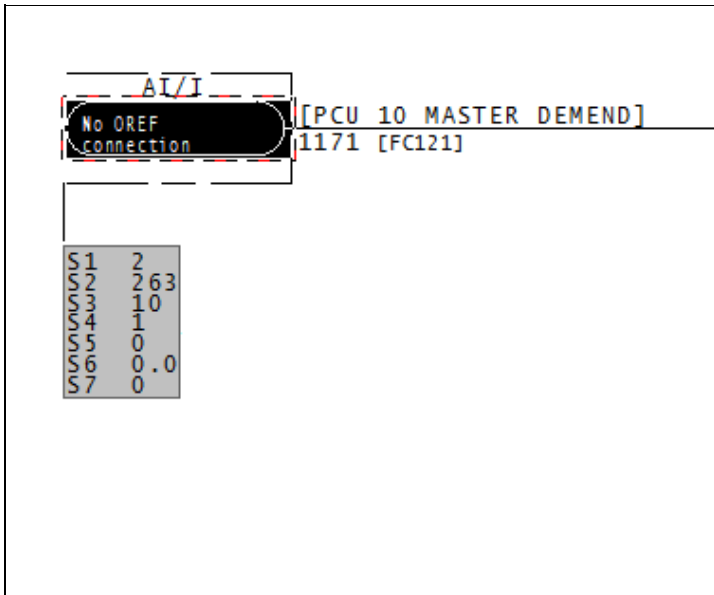 AI/I
No OREF
connection
[PCU 10 MASTER DEMEND]
1171 [FC121]
S1 2
S2 263
S3 10
S4 1
S5 0
S6 0.0
S7 0